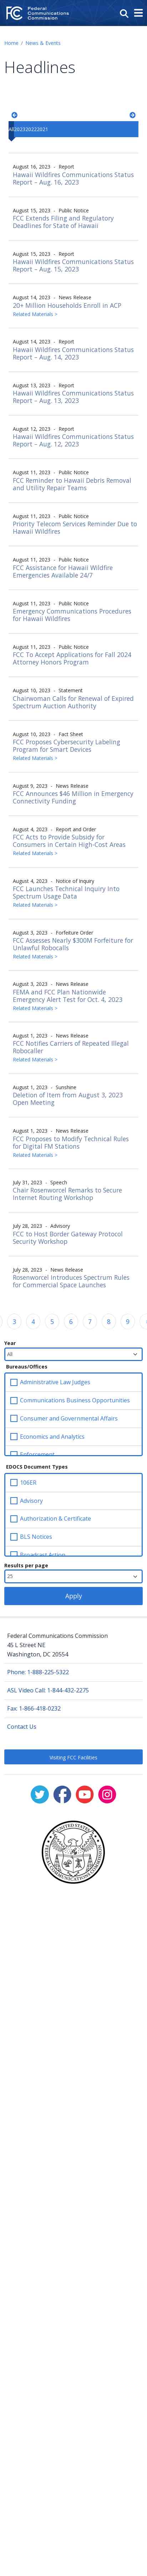 FC Federal
Communications
Commission
Home / News & Events
Headlines
All 2023 2022 2021
August 16, 2023 - Report
Hawaii Wildfires Communications Status
Report – Aug. 16, 2023
August 15, 2023 - Public Notice
FCC Extends Filing and Regulatory
Deadlines for State of Hawaii
August 15, 2023 - Report
Hawaii Wildfires Communications Status
Report – Aug. 15, 2023
August 14, 2023 - News Release
20+ Million Households Enroll in ACP
Related Materials >
August 14, 2023 - Report
Hawaii Wildfires Communications Status
Report – Aug. 14, 2023
August 13, 2023 - Report
Hawaii Wildfires Communications Status
Report – Aug. 13, 2023
August 12, 2023 - Report
Hawaii Wildfires Communications Status
Report – Aug. 12, 2023
August 11, 2023 - Public Notice
FCC Reminder to Hawaii Debris Removal
and Utility Repair Teams
August 11, 2023 - Public Notice
Priority Telecom Services Reminder Due to
Hawaii Wildfires
August 11, 2023 - Public Notice
FCC Assistance for Hawaii Wildfire
Emergencies Available 24/7
August 11, 2023 - Public Notice
Emergency Communications Procedures
for Hawaii Wildfires
August 11, 2023 - Public Notice
FCC To Accept Applications for Fall 2024
Attorney Honors Program
August 10, 2023 - Statement
Chairwoman Calls for Renewal of Expired
Spectrum Auction Authority
August 10, 2023 - Fact Sheet
FCC Proposes Cybersecurity Labeling
Program for Smart Devices
Related Materials >
August 9, 2023 - News Release
FCC Announces $46 Million in Emergency
Connectivity Funding
August 4, 2023 - Report and Order
FCC Acts to Provide Subsidy for
Consumers in Certain High-Cost Areas
Related Materials >
August 4, 2023 - Notice of Inquiry
FCC Launches Technical Inquiry Into
Spectrum Usage Data
Related Materials >
August 3, 2023 - Forfeiture Order
FCC Assesses Nearly $300M Forfeiture for
Unlawful Robocalls
Related Materials >
August 3, 2023 - News Release
FEMA and FCC Plan Nationwide
Emergency Alert Test for Oct. 4, 2023
Related Materials >
August 1, 2023 - News Release
FCC Notifies Carriers of Repeated Illegal
Robocaller
Related Materials >
August 1, 2023 - Sunshine
Deletion of Item from August 3, 2023
Open Meeting
August 1, 2023 - News Release
FCC Proposes to Modify Technical Rules
for Digital FM Stations
Related Materials >
July 31, 2023 - Speech
Chair Rosenworcel Remarks to Secure
Internet Routing Workshop
July 28, 2023 - Advisory
FCC to Host Border Gateway Protocol
Security Workshop
July 28, 2023 - News Release
Rosenworcel Introduces Spectrum Rules
for Commercial Space Launches
3 4 5 6 7 8 9
Year
All
Bureaus/Offices
Administrative Law Judges
Communications Business Opportunities
Consumer and Governmental Affairs
Economics and Analytics
Enforcement
EDOCS Document Types
106ER
Advisory
Authorization & Certificate
BLS Notices
Broadcast Action
Results per page
25
Apply
Federal Communications Commission
45 L Street NE
Washington, DC 20554
Phone: 1-888-225-5322
ASL Video Call: 1-844-432-2275
Fax: 1-866-418-0232
Contact Us
Visiting FCC Facilities